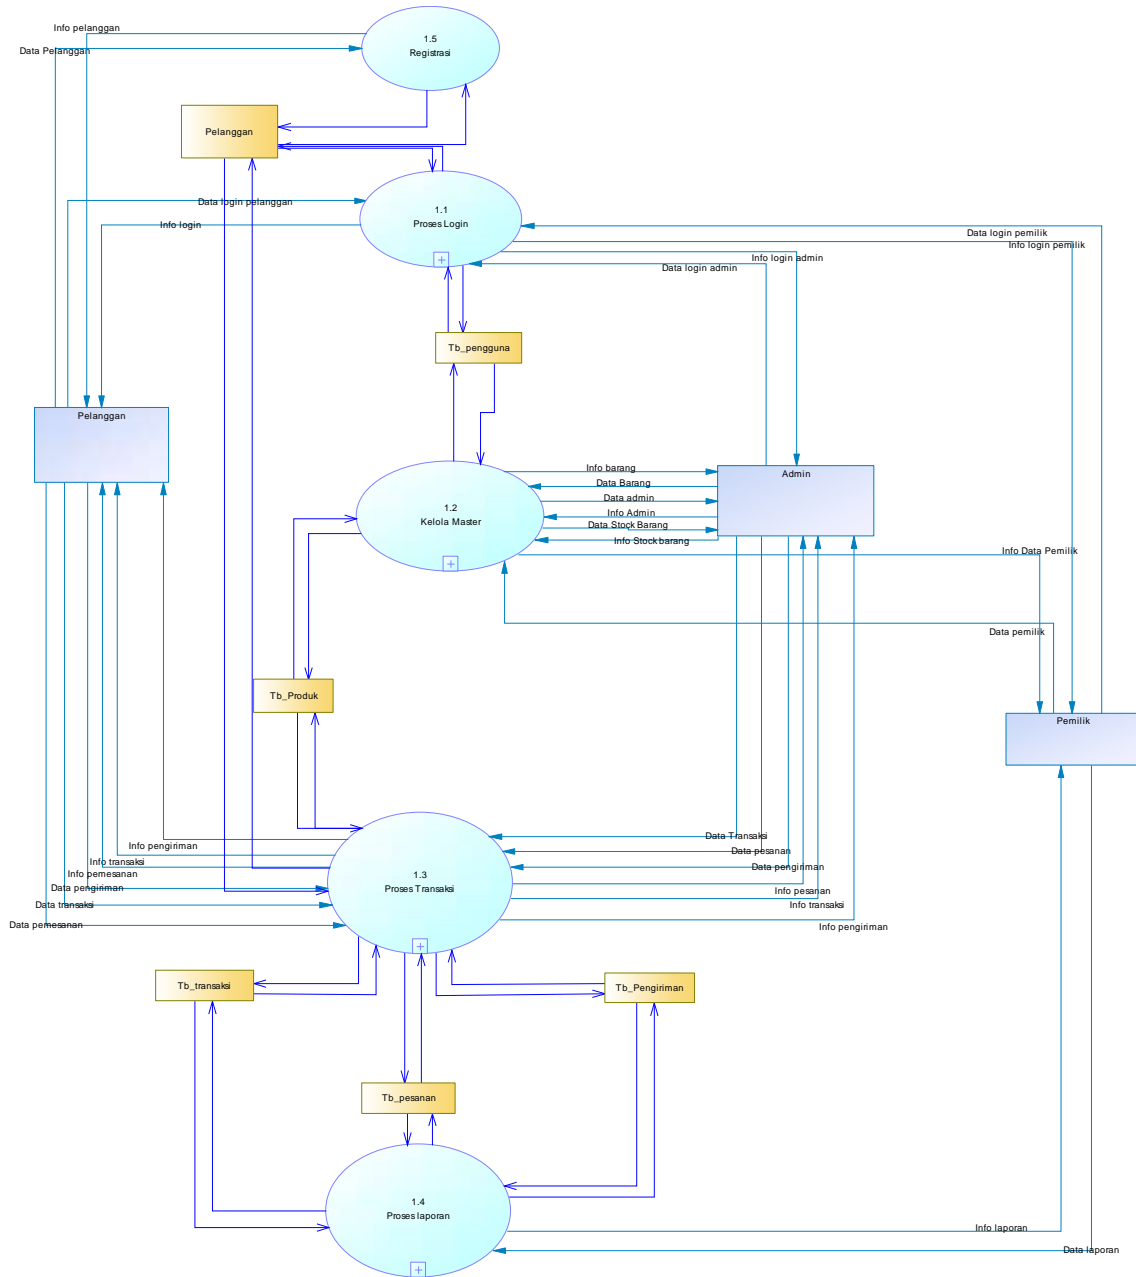 Info pelanggan
1.5
Registrasi
Data Pelanggan
Pelanggan
Data login pelanggan
1.1
Proses Login
Info login
Data login pemilik
Info login pemilik
Info login admin
Data login admin
Tb_pengguna
Pelanggan
Info barang
Admin
Data Barang
Data admin
1.2
Kelola Master
Info Admin
Data Stock Barang
Info Stock barang
Info Data Pemilik
Data pemilik
Tb_Produk
Pemilik
Data Transaksi
Info pengiriman
Data pesanan
Info transaksi
Data pengiriman
Info pemesanan
1.3
Proses Transaksi
Data pengiriman
Info pesanan
Data transaksi
Info transaksi
Data pemesanan
Info pengiriman
Tb_transaksi
Tb_Pengiriman
Tb_pesanan
1.4
Proses laporan
Info laporan
Data laporan